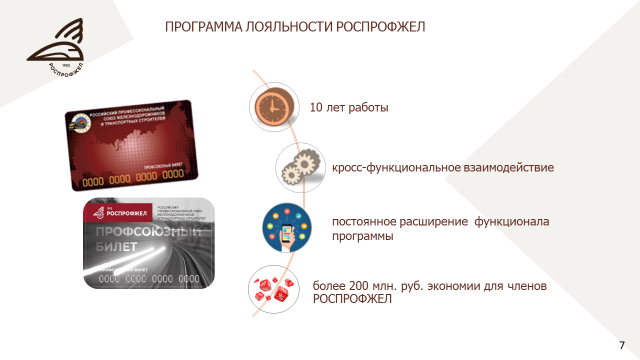 ПРОГРАММА ЛОЯЛЬНОСТИ РОСПРОФЖЕЛ
РОСПРОФЖЕЛ
РОССИЙСКИЙ ПРОФЕССИОНАЛЬНЫЙ
СОЮЗ ЖЕЛЕЗНОДОРОЖНИКОВ
И ТРАНСПОРТНЫХ СТРОИТЕЛЕЙ
ПРОФСОЮЗНЫЙ БИЛЕТ
0000 0000 0000 0000
РОСПРОФЖЕЛ
ПРОФСОЮЗНЫЙ
БИЛЕТ
0000 0000 0000 0000
10 лет работы
кросс-функциональное взаимодействие
постоянное расширение функционала
программы
более 200 млн. руб. экономии для членов
РОСПРОФЖЕЛ
7